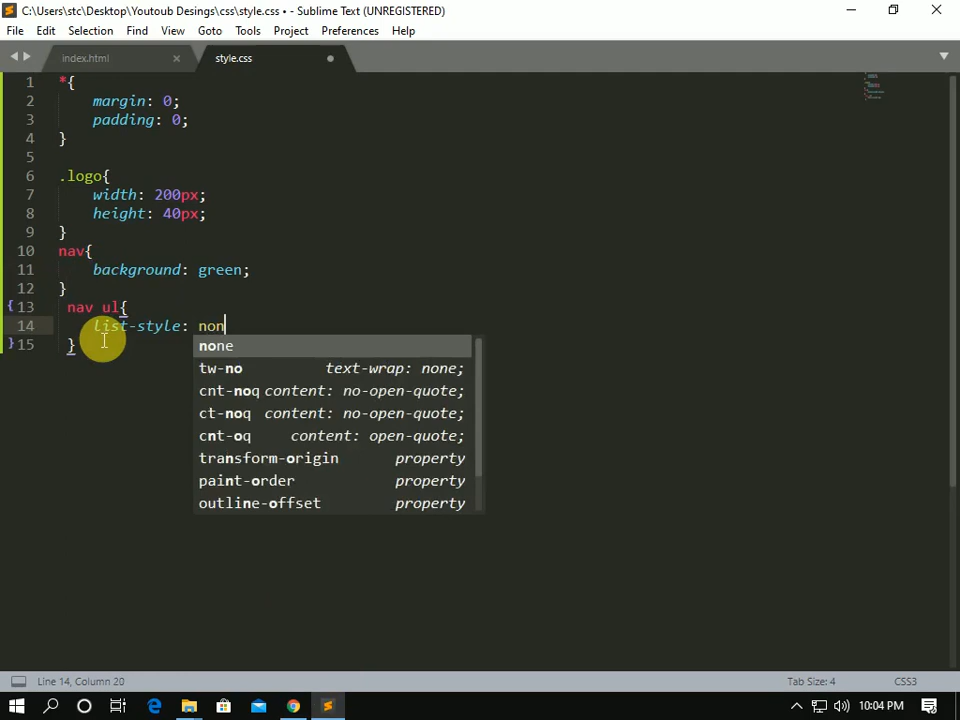 C:\Users\stc\Desktop\Youtoub Desings\css\style.css • - Sublime Text (UNREGISTERED)
File Edit Selection Find View Goto Tools Project Preferences Help
index.html style.css
1 *{
2 margin: 0;
3 padding: 0;
4 }
5
6 .logo{
7 width: 200px;
8 height: 40px;
9 }
10 nav{
11 background: green;
12 }
13 nav ul{
14 list-style: non
15 }
none
tw-no text-wrap: none;
cnt-noq content: no-open-quote;
ct-noq content: no-open-quote;
cnt-oq content: open-quote;
transform-origin property
paint-order property
outline-offset property
Line 14, Column 20 Tab Size: 4 CSS3
10:04 PM